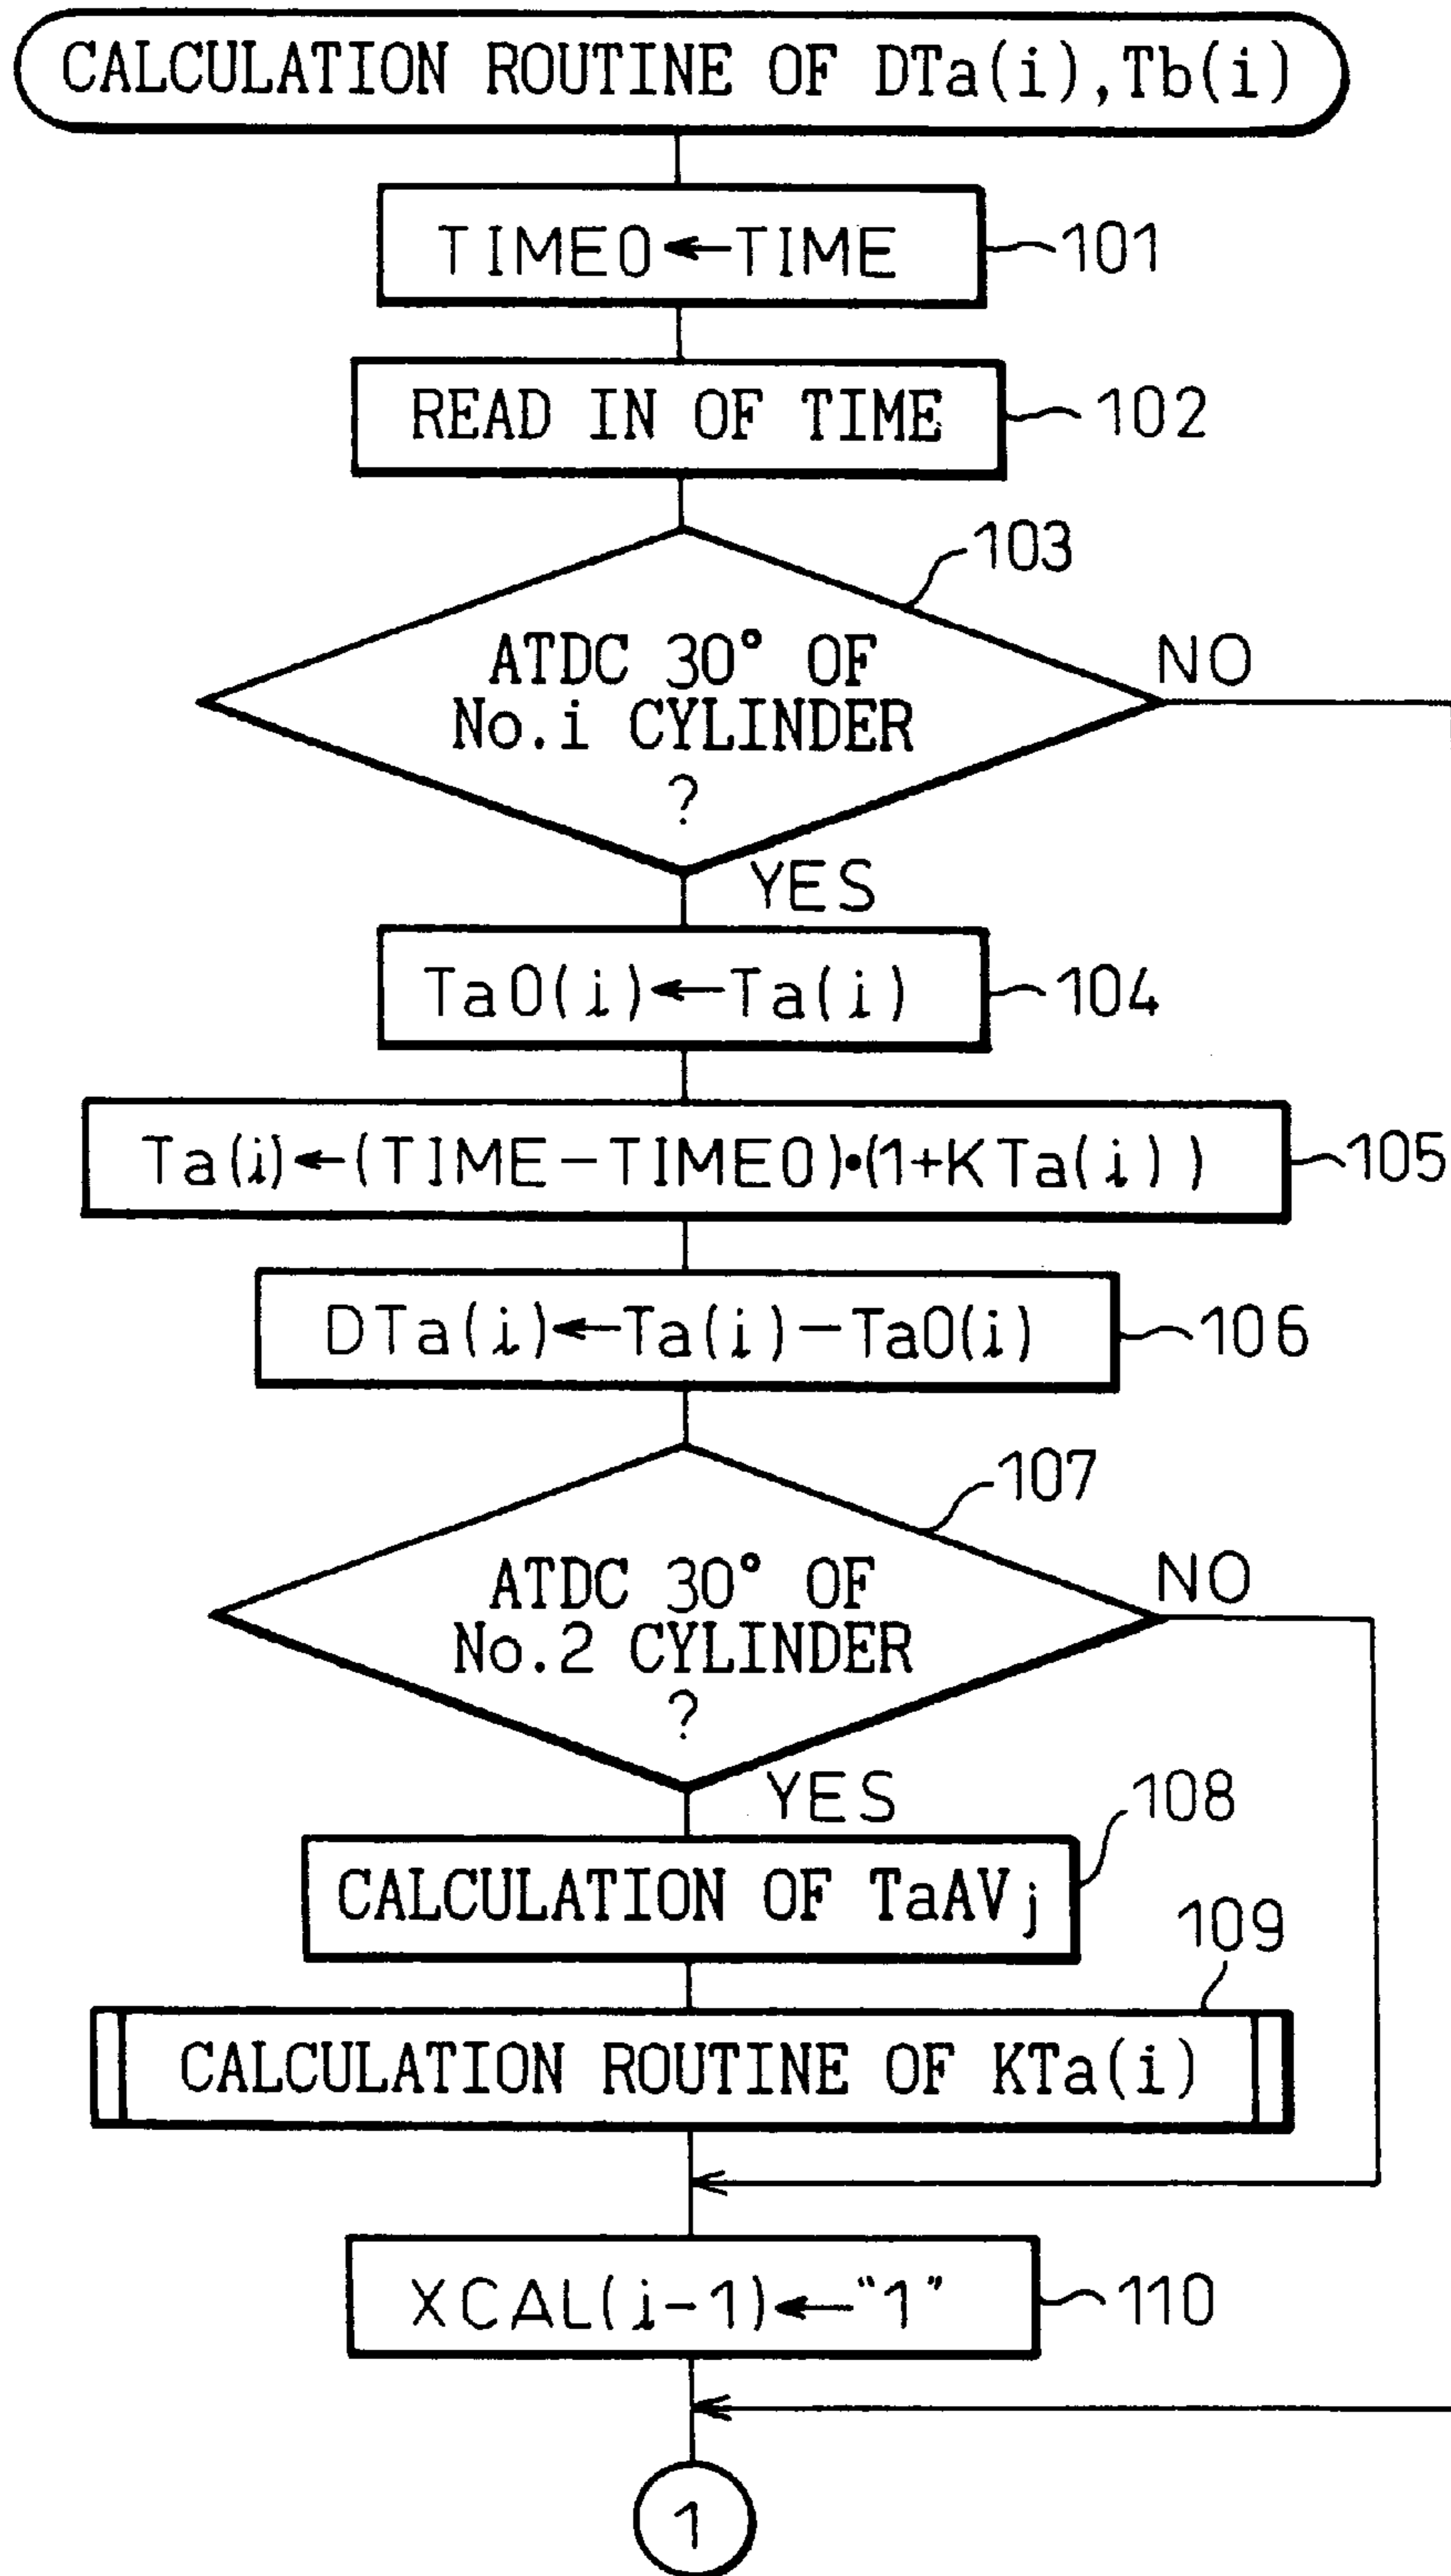 CALCULATION ROUTINE OF DTa(i),Tb(i)
TIME0←TIME
101
READ IN OF TIME
102
103
ATDC 30° OF
No.i CYLINDER
?
NO
YES
Ta0(i)←Ta(i)
104
Ta(i)←(TIME−TIME0)•(1+KTa(i))
105
DTa(i)←Ta(i)−Ta0(i)
106
107
ATDC 30° OF
No.2 CYLINDER
?
NO
YES
108
CALCULATION OF TaAVj
109
CALCULATION ROUTINE OF KTa(i)
XCAL(i−1)←“1”
110
1